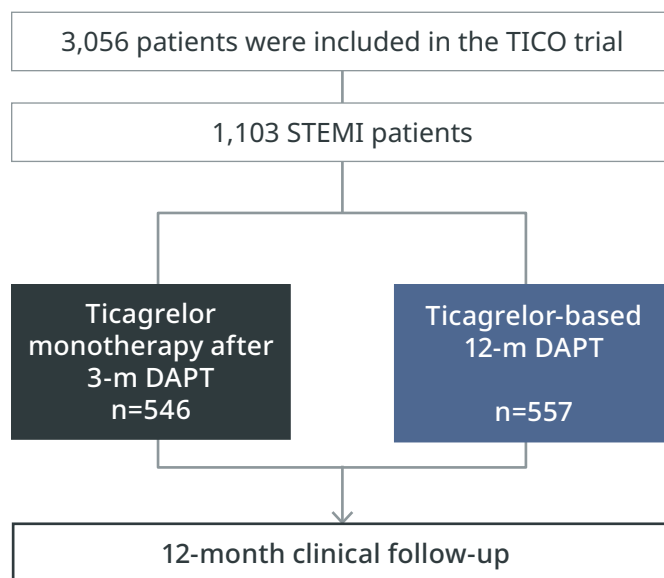 3,056 patients were included in the TICO trial
1,103 STEMI patients
Ticagrelor
monotherapy after
3-m DAPT
n=546
Ticagrelor-based
12-m DAPT
n=557
12-month clinical follow-up